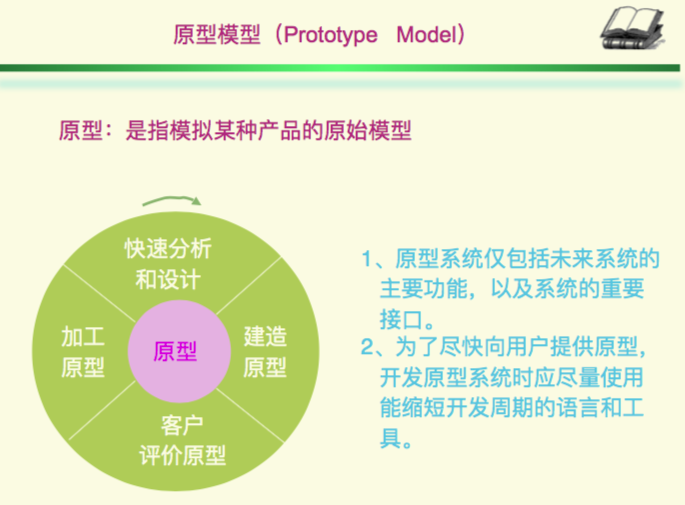 原型模型（Prototype Model）
原型：是指模拟某种产品的原始模型
快速分析
和设计
加工
原型
原型
建造
原型
客户
评价原型
1、原型系统仅包括未来系统的
主要功能，以及系统的重要
接口。
2、为了尽快向用户提供原型，
开发原型系统时应尽量使用
能缩短开发周期的语言和工
具。